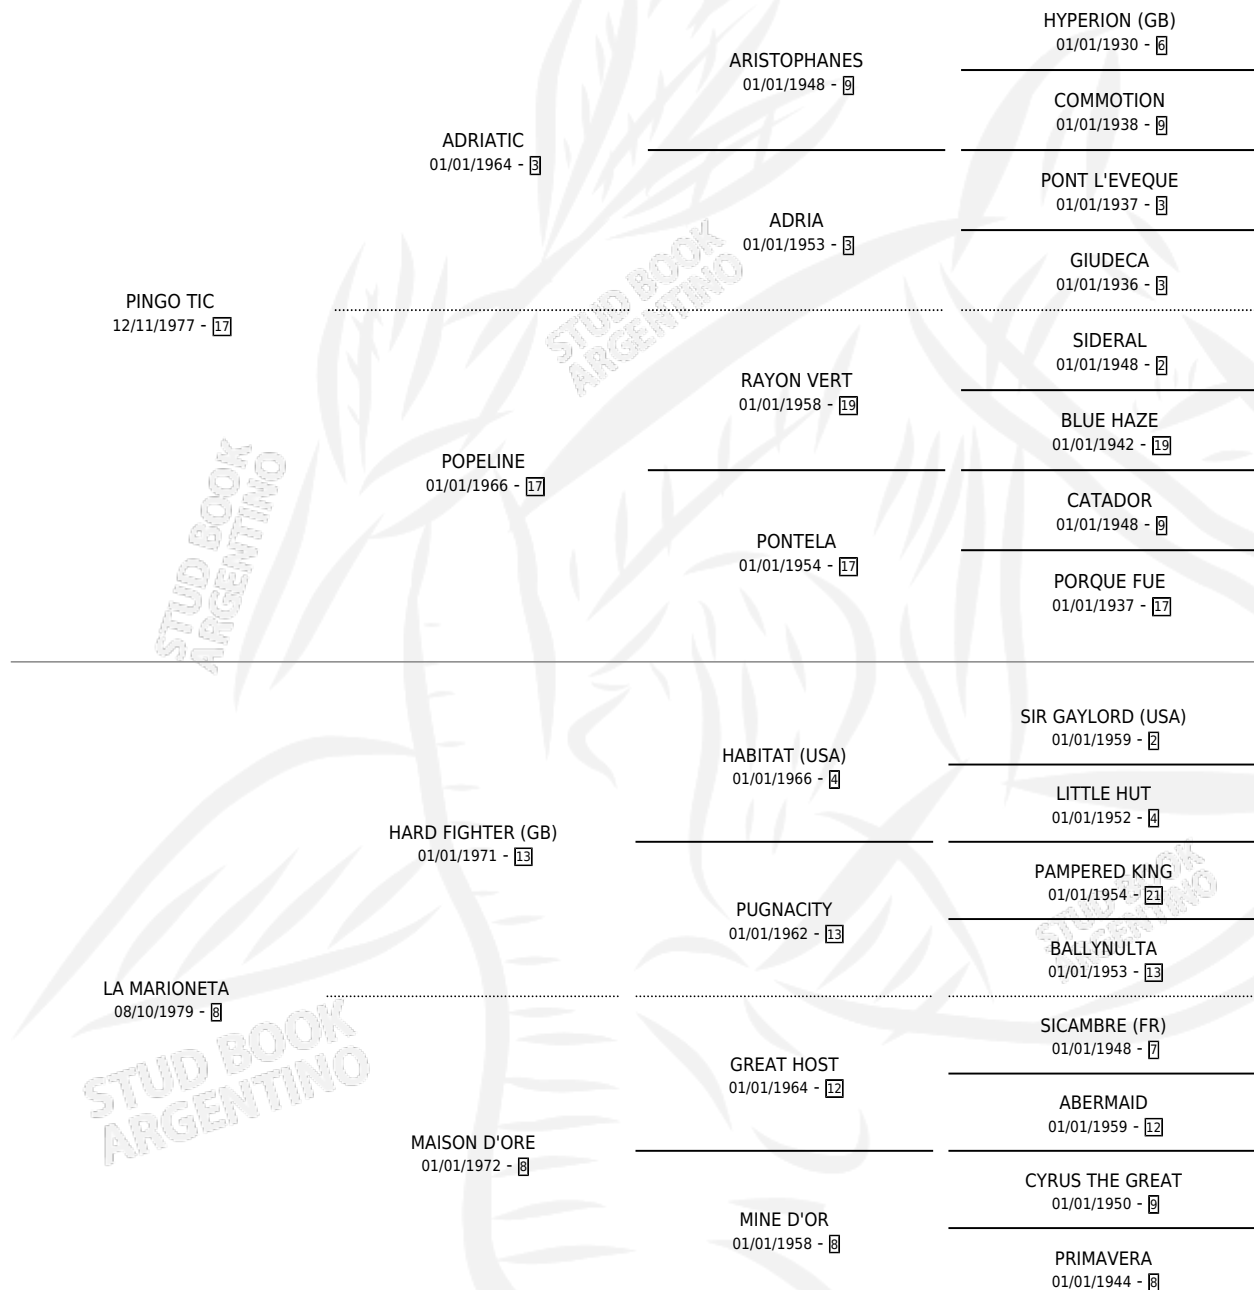 PINGO TIC
12/11/1977 - 17
ADRIATIC
01/01/1964 - 3
POPELINE
01/01/1966 - 17
ARISTOPHANES
01/01/1948 - 9
ADRIA
01/01/1953 - 3
RAYON VERT
01/01/1958 - 19
PONTELA
01/01/1954 - 17
HYPERION (GB)
01/01/1930 - 6
COMMOTION
01/01/1938 - 9
PONT L'EVEQUE
01/01/1937 - 3
GIUDECA
01/01/1936 - 3
SIDERAL
01/01/1948 - 2
BLUE HAZE
01/01/1942 - 19
CATADOR
01/01/1948 - 9
PORQUE FUE
01/01/1937 - 17
STUD BOOK
ARGENTINO
STUD BOOK
ARGENTINO
LA MARIONETA
08/10/1979 - 8
HARD FIGHTER (GB)
01/01/1971 - 13
MAISON D'ORE
01/01/1972 - 8
HABITAT (USA)
01/01/1966 - 4
PUGNACITY
01/01/1962 - 13
GREAT HOST
01/01/1964 - 12
MINE D'OR
01/01/1958 - 8
SIR GAYLORD (USA)
01/01/1959 - 2
LITTLE HUT
01/01/1952 - 4
PAMPERED KING
01/01/1954 - 21
BALLYNULTA
01/01/1953 - 13
SICAMBRE (FR)
01/01/1948 - 7
ABERMAID
01/01/1959 - 12
CYRUS THE GREAT
01/01/1950 - 9
PRIMAVERA
01/01/1944 - 8
STUD BOOK
ARGENTINO
STUD BOOK
ARGENTINO